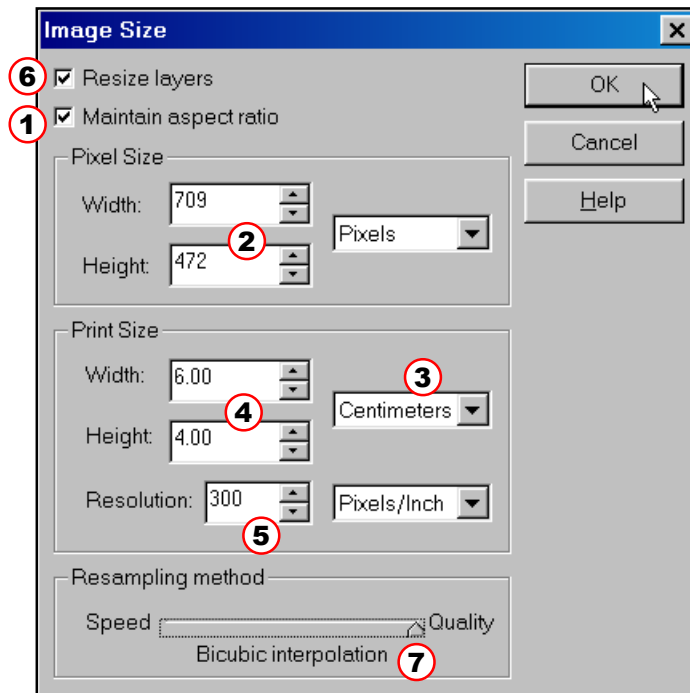 Image Size
6 Resize layers
OK
1 Maintain aspect ratio
Cancel
Pixel Size
Help
Width: 709
2
Pixels
Height: 472
Print Size
Width: 6.00
3
Centimeters
4
Height: 4.00
Resolution: 300 Pixels/Inch
5
Resampling method
Speed Quality
Bicubic interpolation 7